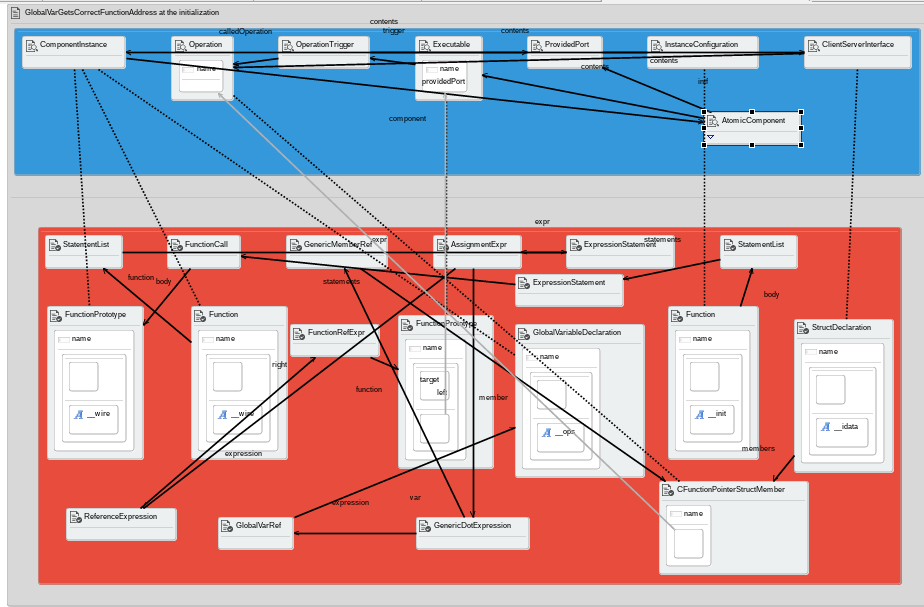 GlobalVarGetsCorrectFunctionAddress at the initialization
contents
calledOperation
trigger
contents
ComponentInstance
Operation
OperationTrigger
Executable
ProvidedPort
InstanceConfiguration
ClientServerInterface
name
name
contents
contents
providedPort
intf
component
AtomicComponent
expr
StatementList
FunctionCall
GenericMemberRef
expr
AssignmentExpr
ExpressionStatement
statements
StatementList
function
body
statements
ExpressionStatement
body
FunctionPrototype
Function
FunctionRefExpr
FunctionPrototype
GlobalVariableDeclaration
Function
StructDeclaration
name
name
name
name
name
name
right
target
left
function
member
__wire
__wire
__ops
__init
__idata
expression
members
CFunctionPointerStructMember
expression
var
name
ReferenceExpression
GlobalVarRef
GenericDotExpression